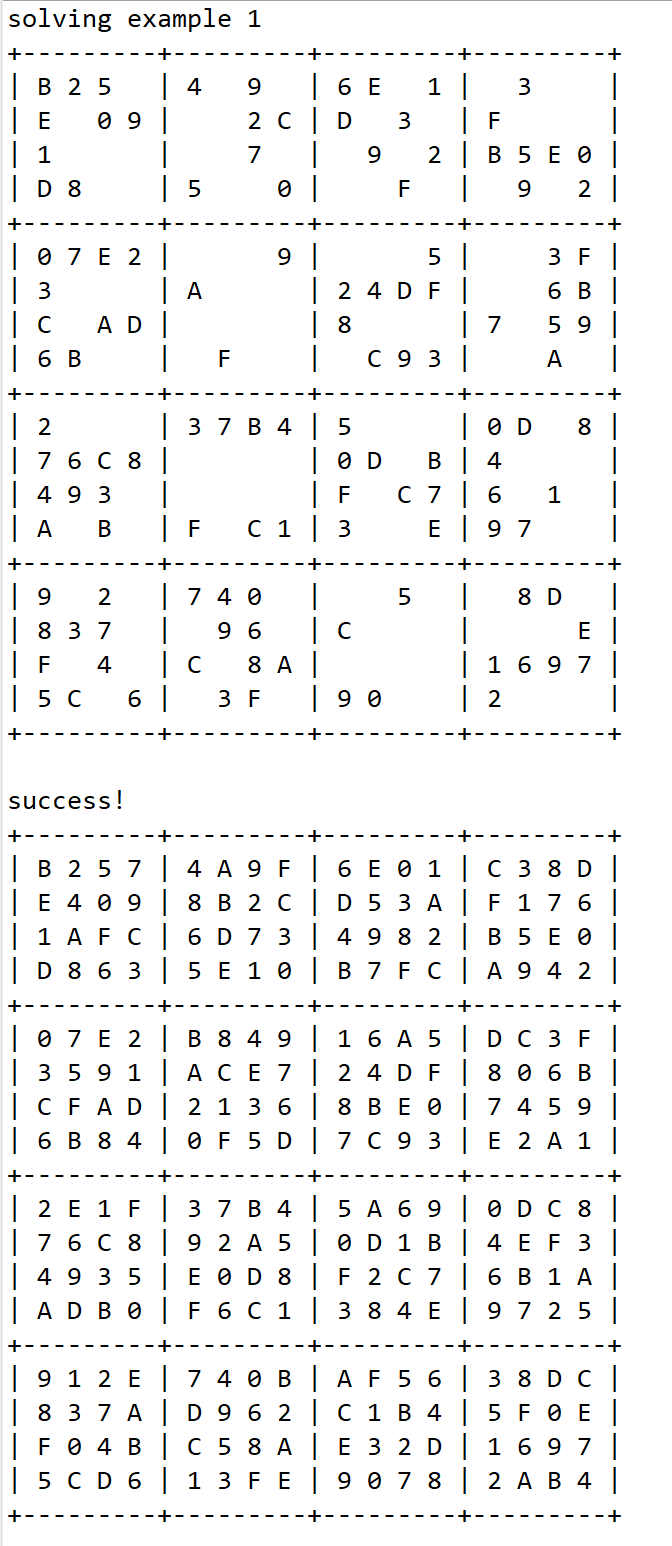 solving example 1
+---------+---------+---------+---------+
| B 2 5   | 4   9   | 6 E   1 |   3     |
| E   0 9 |     2 C | D   3   | F       |
| 1       |     7   |   9   2 | B 5 E 0 |
| D 8     | 5     0 |     F   |   9   2 |
+---------+---------+---------+---------+
| 0 7 E 2 |       9 |       5 |     3 F |
| 3       | A       | 2 4 D F |     6 B |
| C   A D |         | 8       | 7   5 9 |
| 6 B     |   F     |   C 9 3 |     A   |
+---------+---------+---------+---------+
| 2       | 3 7 B 4 | 5       | 0 D   8 |
| 7 6 C 8 |         | 0 D   B | 4       |
| 4 9 3   |         | F   C 7 | 6   1   |
| A   B   | F   C 1 | 3     E | 9 7     |
+---------+---------+---------+---------+
| 9   2   | 7 4 0   |     5   |   8 D   |
| 8 3 7   |   9 6   | C       |       E |
| F   4   | C   8 A |         | 1 6 9 7 |
| 5 C   6 |   3 F   | 9 0     | 2       |
+---------+---------+---------+---------+
success!
+---------+---------+---------+---------+
| B 2 5 7 | 4 A 9 F | 6 E 0 1 | C 3 8 D |
| E 4 0 9 | 8 B 2 C | D 5 3 A | F 1 7 6 |
| 1 A F C | 6 D 7 3 | 4 9 8 2 | B 5 E 0 |
| D 8 6 3 | 5 E 1 0 | B 7 F C | A 9 4 2 |
+---------+---------+---------+---------+
| 0 7 E 2 | B 8 4 9 | 1 6 A 5 | D C 3 F |
| 3 5 9 1 | A C E 7 | 2 4 D F | 8 0 6 B |
| C F A D | 2 1 3 6 | 8 B E 0 | 7 4 5 9 |
| 6 B 8 4 | 0 F 5 D | 7 C 9 3 | E 2 A 1 |
+---------+---------+---------+---------+
| 2 E 1 F | 3 7 B 4 | 5 A 6 9 | 0 D C 8 |
| 7 6 C 8 | 9 2 A 5 | 0 D 1 B | 4 E F 3 |
| 4 9 3 5 | E 0 D 8 | F 2 C 7 | 6 B 1 A |
| A D B 0 | F 6 C 1 | 3 8 4 E | 9 7 2 5 |
+---------+---------+---------+---------+
| 9 1 2 E | 7 4 0 B | A F 5 6 | 3 8 D C |
| 8 3 7 A | D 9 6 2 | C 1 B 4 | 5 F 0 E |
| F 0 4 B | C 5 8 A | E 3 2 D | 1 6 9 7 |
| 5 C D 6 | 1 3 F E | 9 0 7 8 | 2 A B 4 |
+---------+---------+---------+---------+